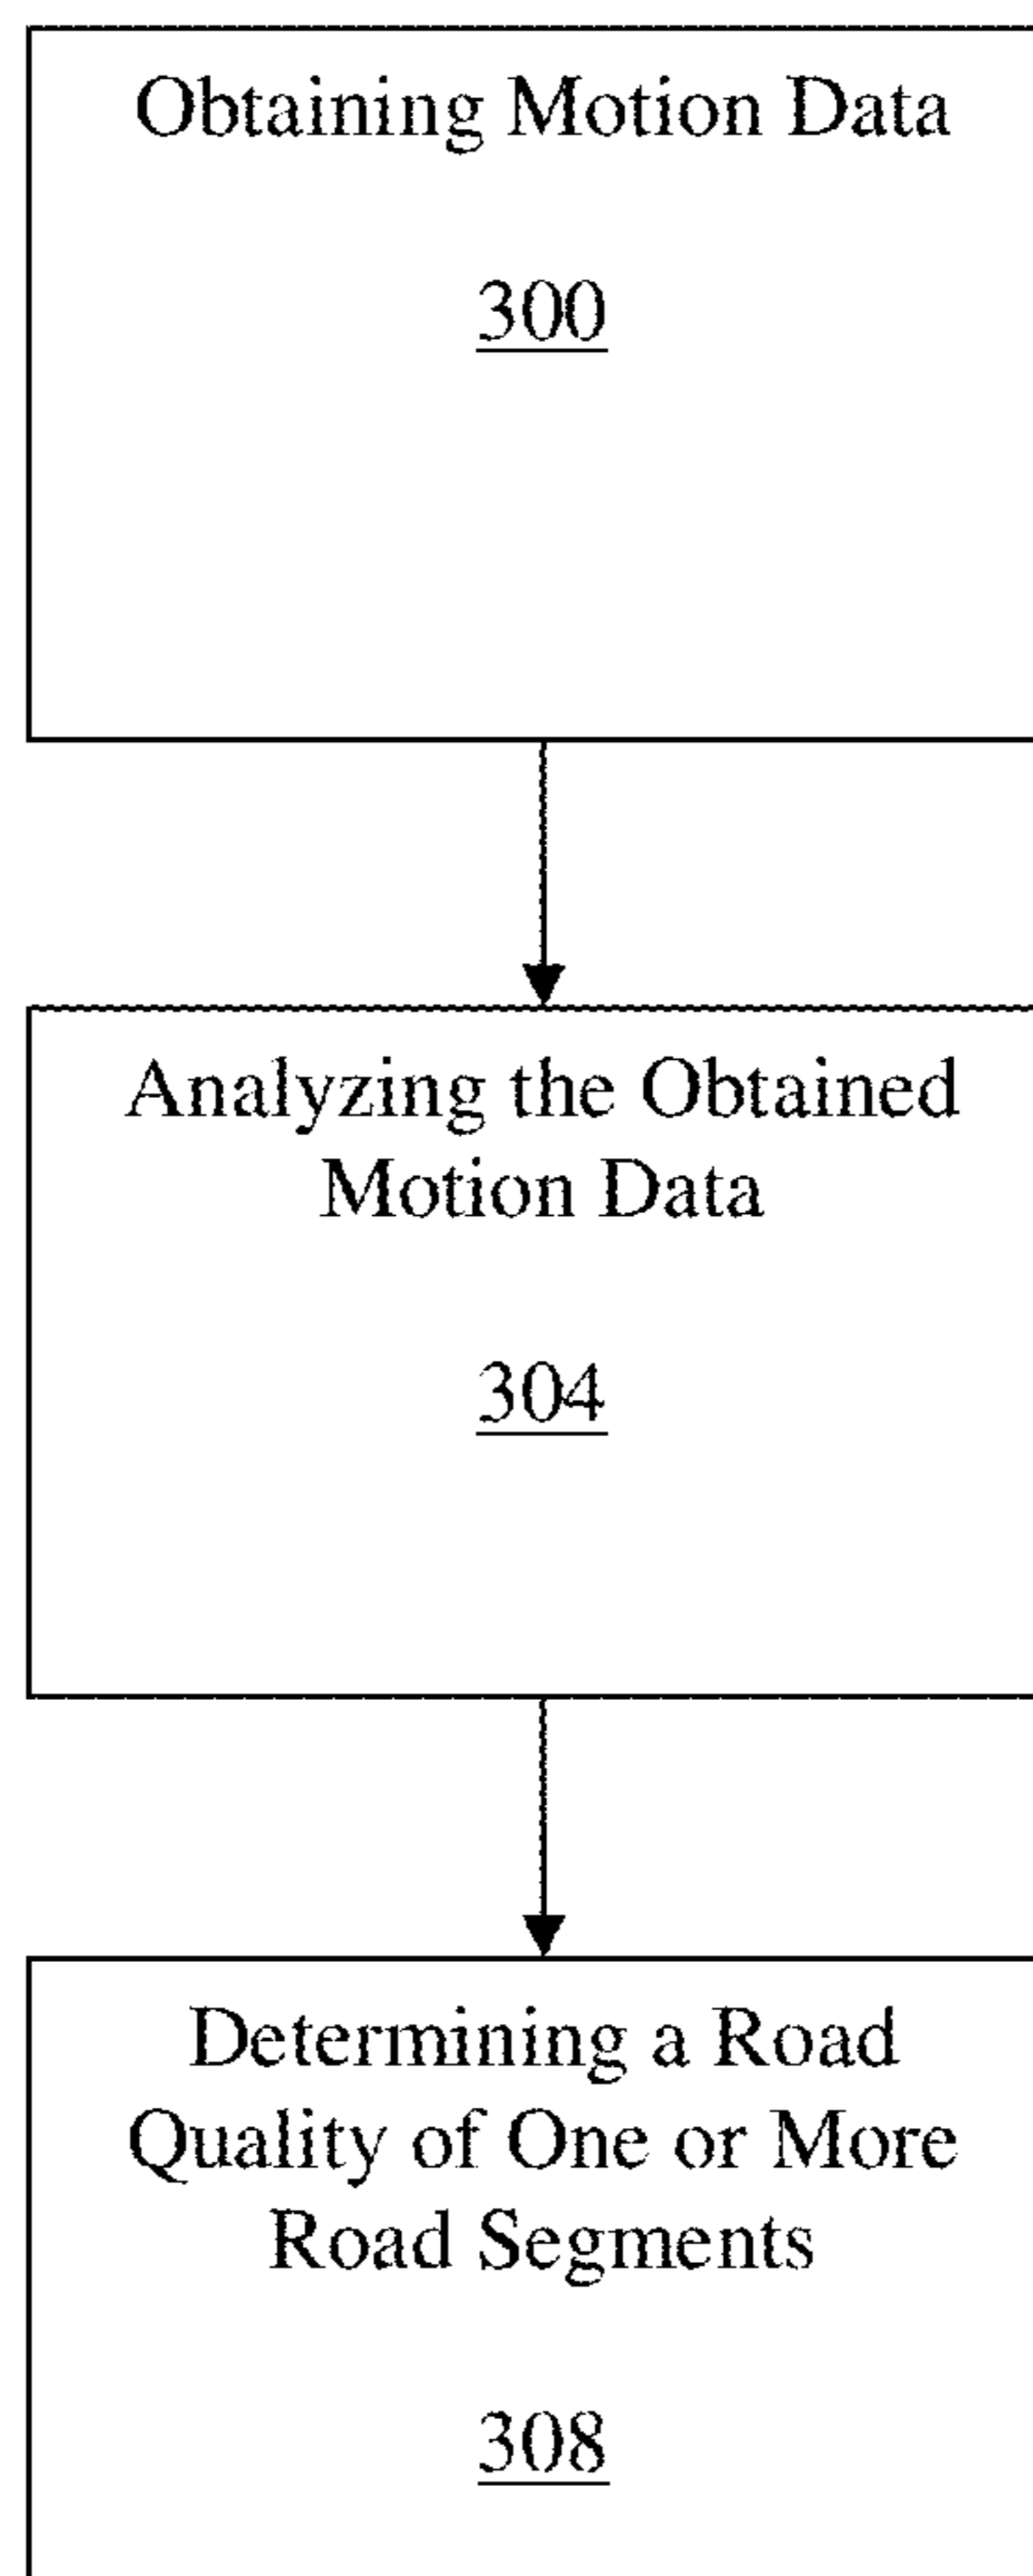 Obtaining Motion Data
300
Analyzing the Obtained
Motion Data
304
Determining a Road
Quality of One or More
Road Segments
308